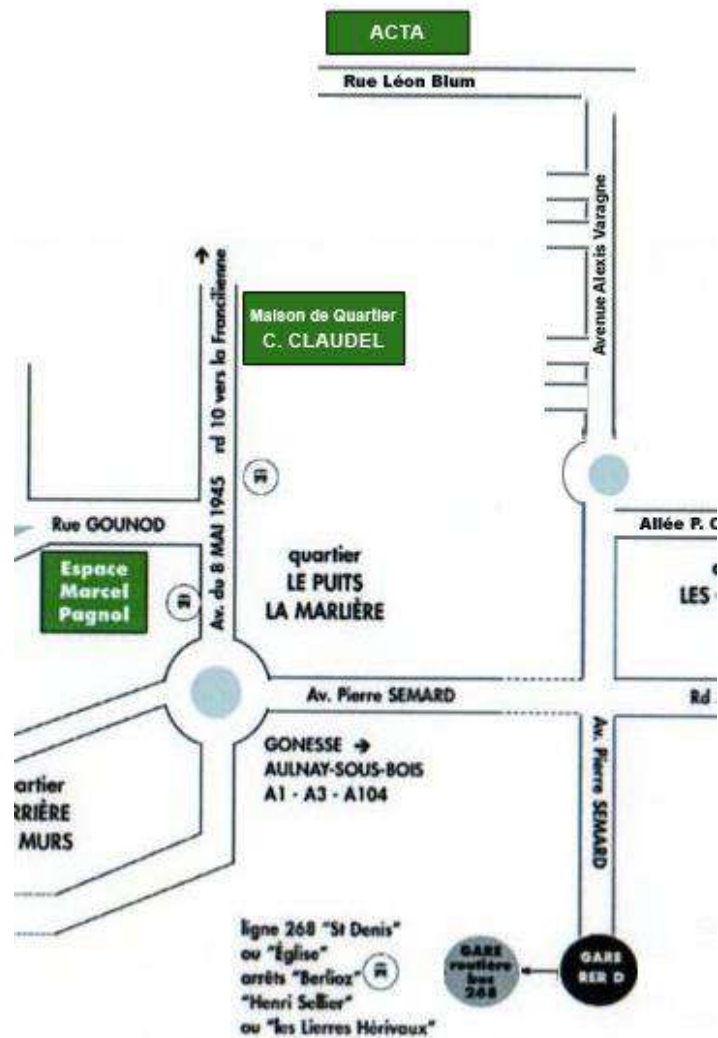 ACTA
Rue Léon Blum
Avenue Alexis Varagne
rd 10 vers la Francilienne
Maison de Quartier
C. CLAUDEL
Av. du 8 MAI 1945
Rue GOUNOD
Espace
Marcel
Pagnol
quartier
LE PUITS
LA MARLIÈRE
Allée P.
LES
Av. Pierre SEMARD
Rd
GONESSE →
AULNAY-SOUS-BOIS
A1 - A3 - A104
Av. Pierre SEMARD
artier
RRIÈRE
MURS
ligne 268 "St Denis"
ou "Église"
arrêts "Berlioz"
"Henri Sellier"
ou "les Lierres Hérivaux"
GARE
routière
bus
268
GARE
RER D